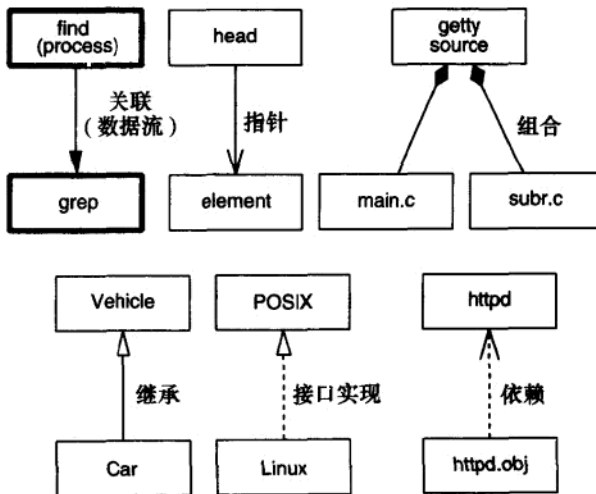 find
(process)
head
getty
source
关联
(数据流)
指针
组合
grep
element
main.c
subr.c
Vehicle
POSIX
httpd
继承
接口实现
依赖
Car
Linux
httpd.obj